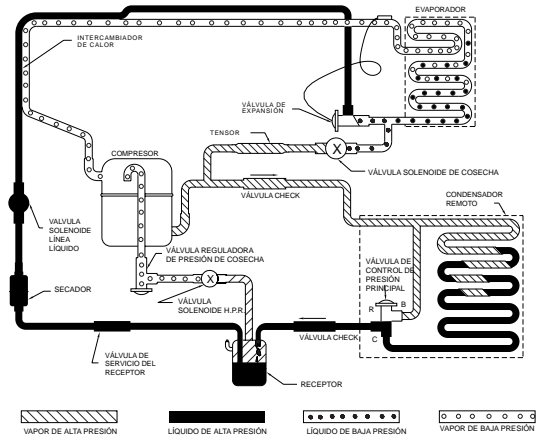 EVAPORADOR
INTERCAMBIADOR
DE CALOR
VÁLVULA DE
EXPANSIÓN
TENSOR
COMPRESOR
X
VÁLVULA SOLENOIDE DE COSECHA
VÁLVULA CHECK
CONDENSADOR
REMOTO
VALVULA
SOLENOIDE
LÍNEA
LÍQUIDO
VÁLVULA REGULADORA
DE PRESIÓN DE COSECHA
VÁLVULA DE
CONTROL DE
PRESIÓN
PRINCIPAL
X
SECADOR
VÁLVULA
SOLENOIDE H.P.R.
R
B
C
VÁLVULA CHECK
VÁLVULA DE
SERVICIO DEL
RECEPTOR
RECEPTOR
VAPOR DE ALTA PRESIÓN
LÍQUIDO DE ALTA PRESIÓN
LÍQUIDO DE BAJA PRESIÓN
VAPOR DE BAJA PRESIÓN